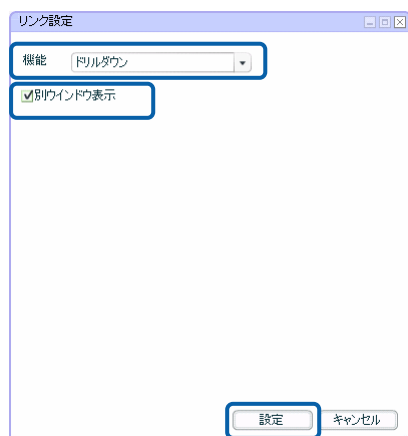 リンク設定
機能 ドリルダウン
別ウインドウ表示
設定 キャンセル